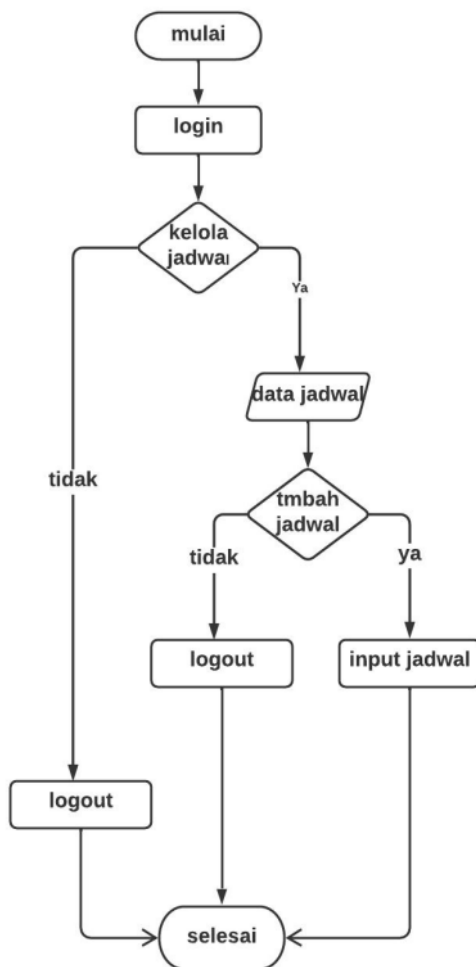 mulai
login
kelola
jadwal
Ya
data jadwal
tidak
tmbah
jadwal
tidak
ya
logout
input jadwal
logout
selesai